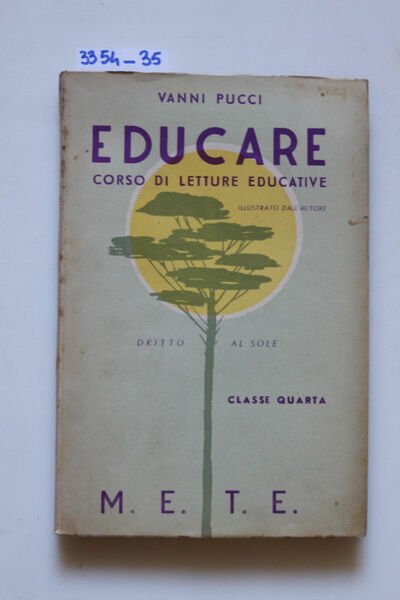 3354-35
VANNI PUCCI
EDUCARE
CORSO DI LETTURE EDUCATIVE
ILLUSTRATO DALL'AUTORE
DRITTO AL SOLE
CLASSE QUARTA
M. E. T. E.